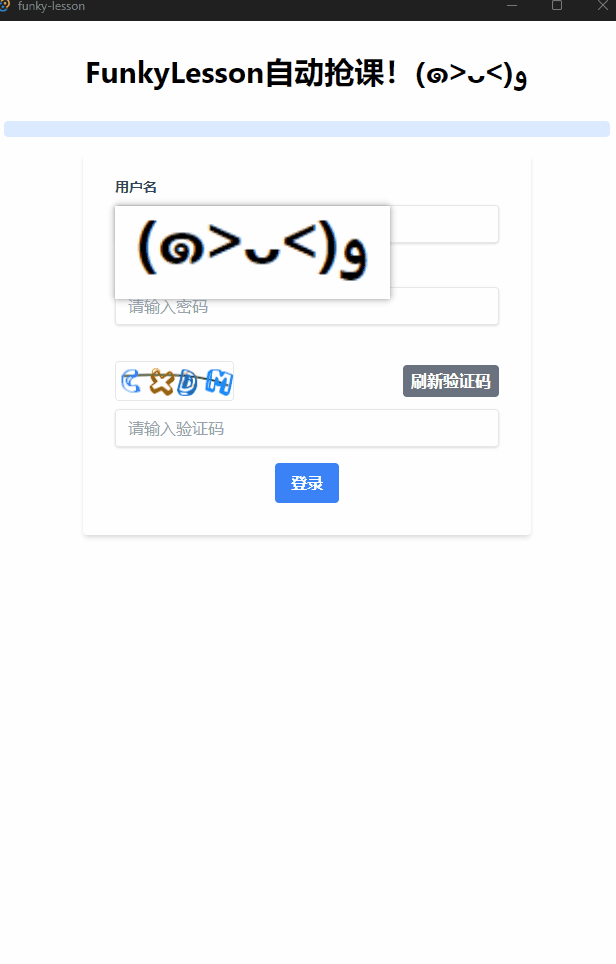 funky-lesson
FunkyLesson自动抢课！(๑>ᴗ<)و
用户名
(๑>ᴗ<)و
请输入密码
CXDM
刷新验证码
请输入验证码
登录